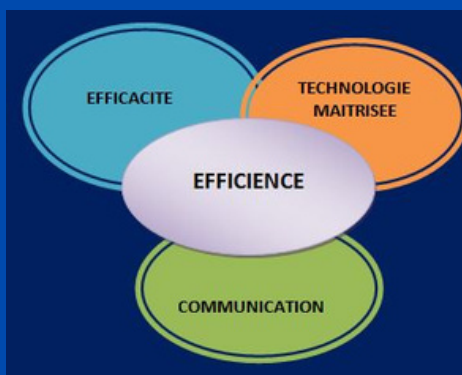 EFFICACITE
TECHNOLOGIE
MAITRISEE
EFFICIENCE
COMMUNICATION